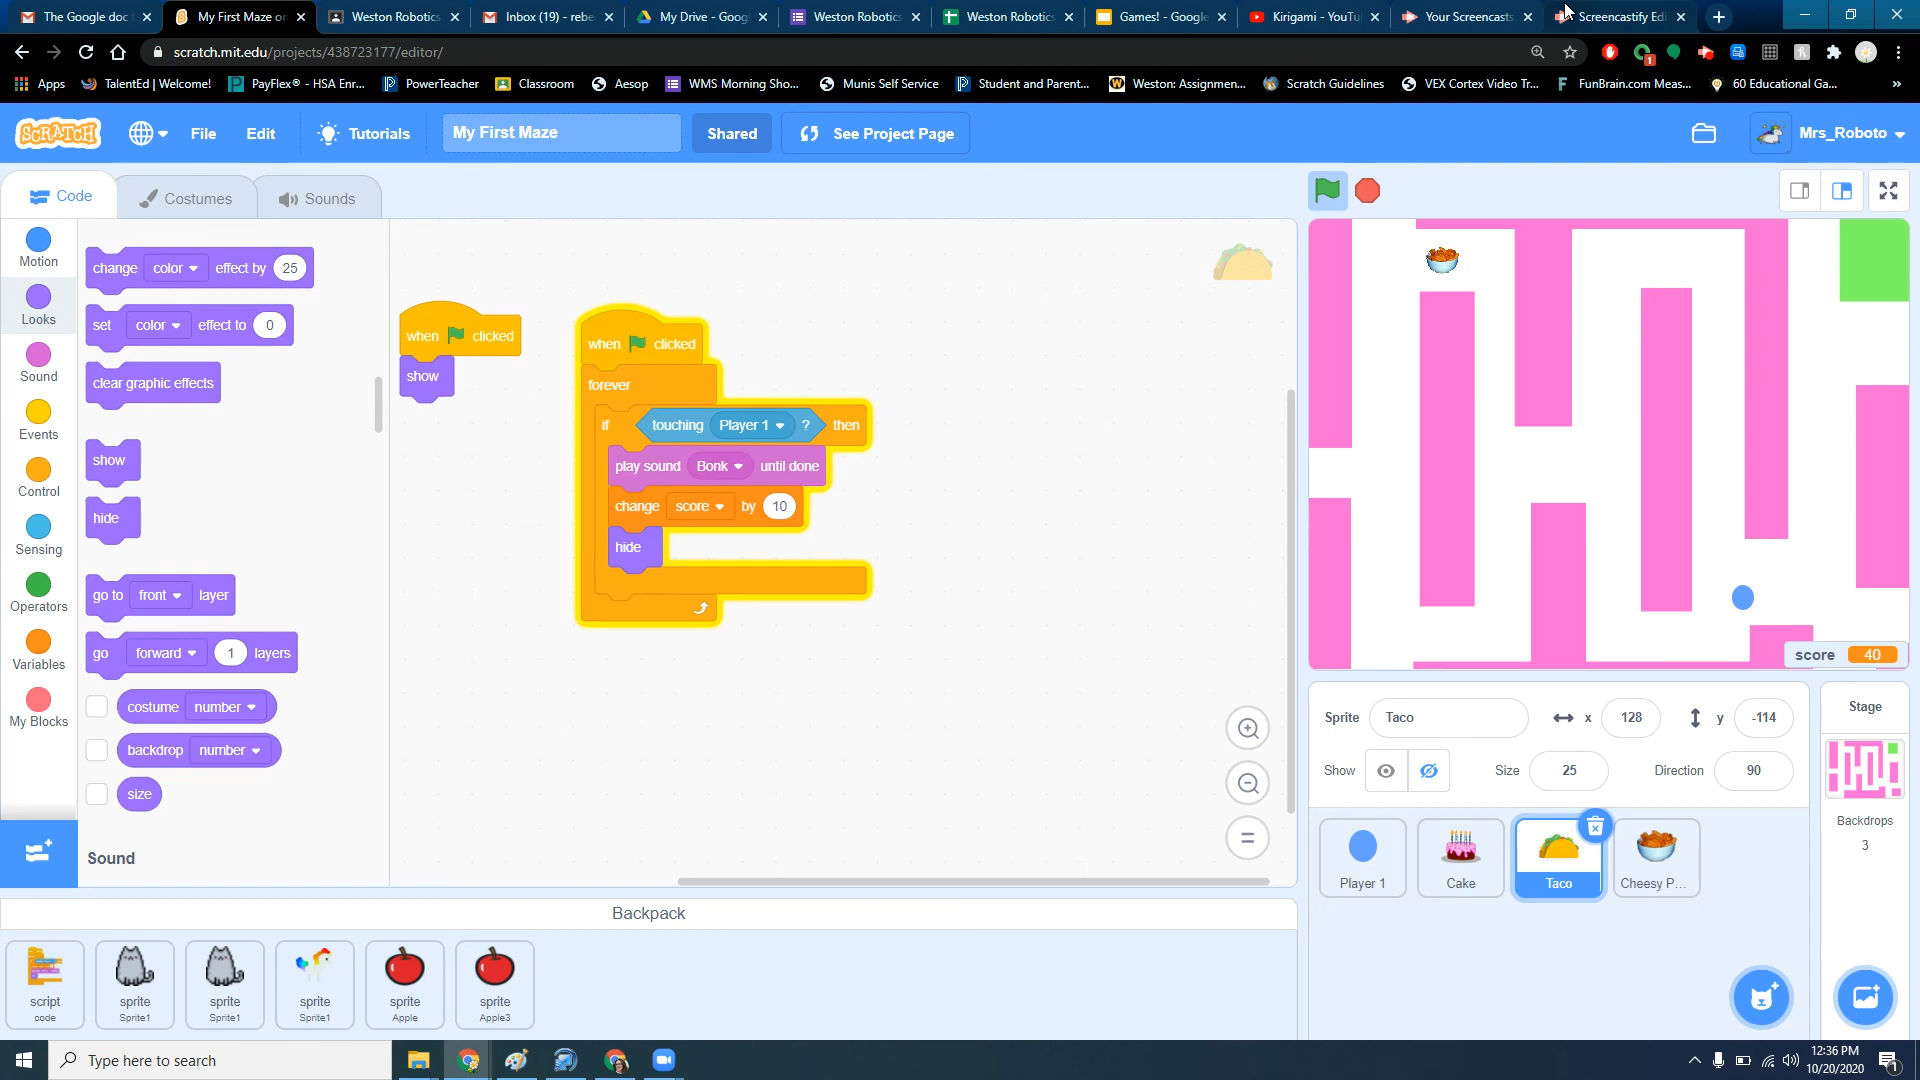 The Google doc
My First Maze on
Weston Robotics
Inbox (19) - rebe
My Drive - Goog
Weston Robotics
Weston Robotics
Games! - Google
Kirigami - YouTu
Your Screencasts
Screencastify Edi
scratch.mit.edu/projects/438723177/editor/
Apps
TalentEd | Welcome!
PayFlex® - HSA Enr...
PowerTeacher
Classroom
Aesop
WMS Morning Sho...
Munis Self Service
Student and Parent...
Weston: Assignmen...
Scratch Guidelines
VEX Cortex Video Tr...
FunBrain.com Meas...
60 Educational Ga...
»
SCRATCH
File
Edit
Tutorials
My First Maze
Shared
See Project Page
Mrs_Roboto
Code
Costumes
Sounds
Motion
Looks
Sound
Events
Control
Sensing
Operators
Variables
My Blocks
change color effect by 25
set color effect to 0
clear graphic effects
show
hide
go to front layer
go forward 1 layers
costume number
backdrop number
size
Sound
when clicked
show
when clicked
forever
if touching Player 1 ? then
play sound Bonk until done
change score by 10
hide
score 40
Sprite Taco x 128 y -114
Show Size 25 Direction 90
Player 1
Cake
Taco
Cheesy P...
Stage
Backdrops
3
Backpack
script
code
sprite
Sprite1
sprite
Sprite1
sprite
Sprite1
sprite
Apple
sprite
Apple3
Type here to search
12:36 PM
10/20/2020
1